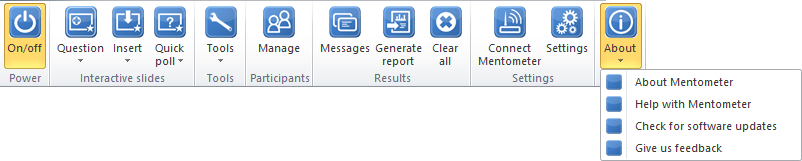 On/off
Power
Question
Insert
Quick
poll
Interactive slides
Tools
Tools
Manage
Participants
Messages
Generate
report
Clear
all
Results
Connect
Mentometer
Settings
Settings
About
About Mentometer
Help with Mentometer
Check for software updates
Give us feedback